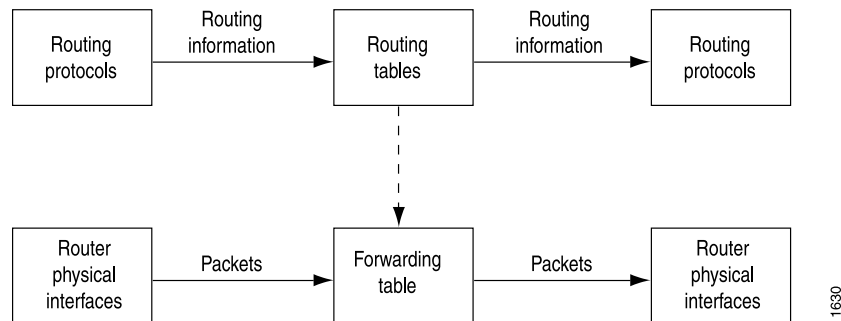 Routing
protocols
Routing
information
Routing
tables
Routing
information
Routing
protocols
Router
physical
interfaces
Packets
Forwarding
table
Packets
Router
physical
interfaces
1630